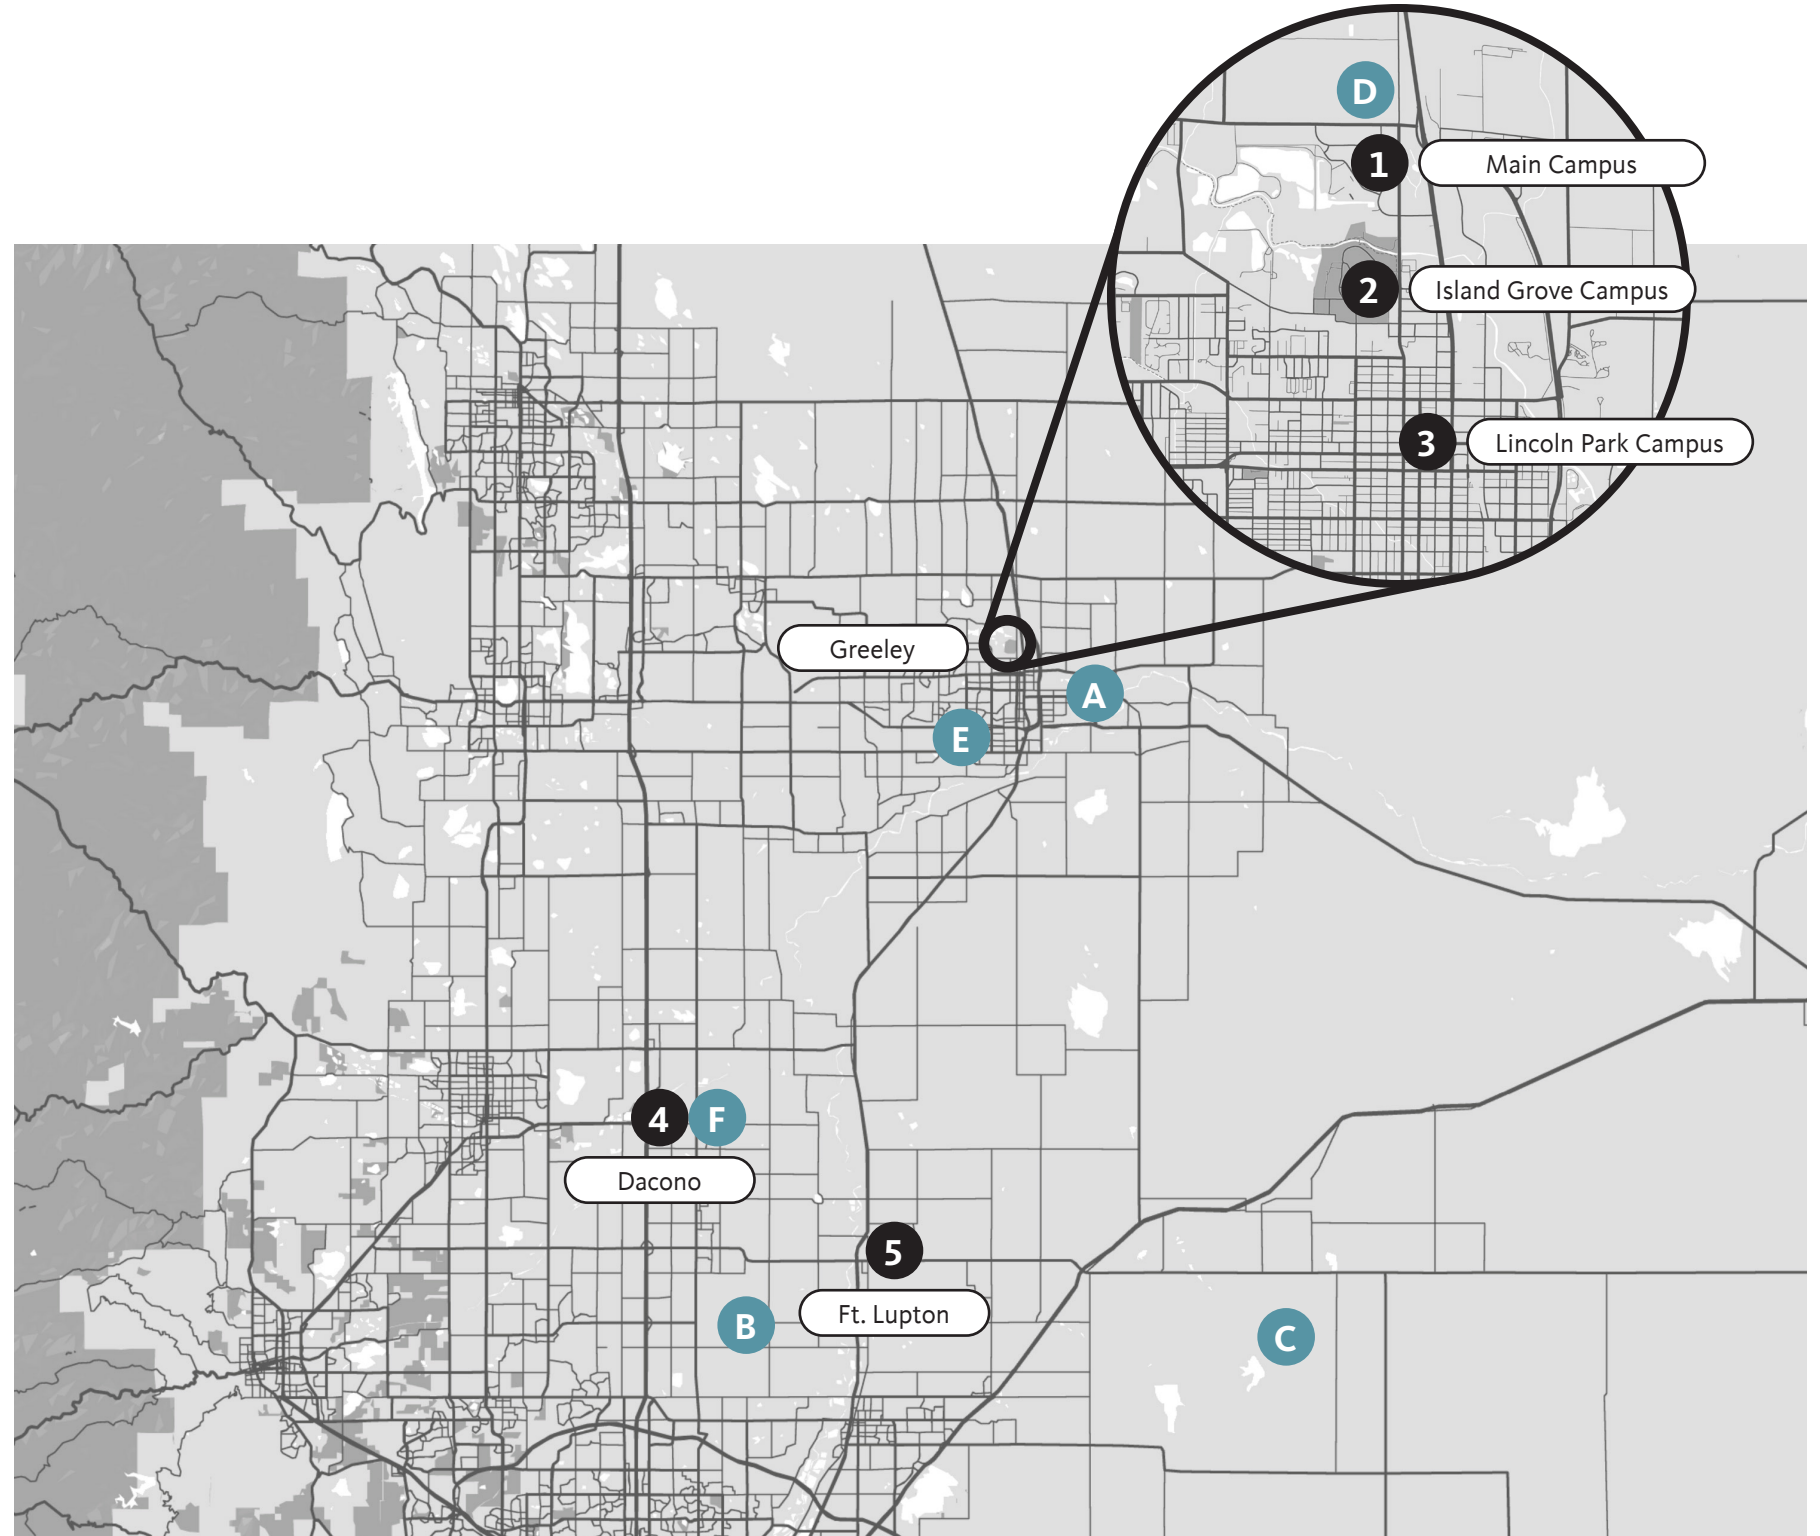 D
1 Main Campus
2 Island Grove Campus
3 Lincoln Park Campus
Greeley
A
E
4 F
Dacono
5
Ft. Lupton
B
C